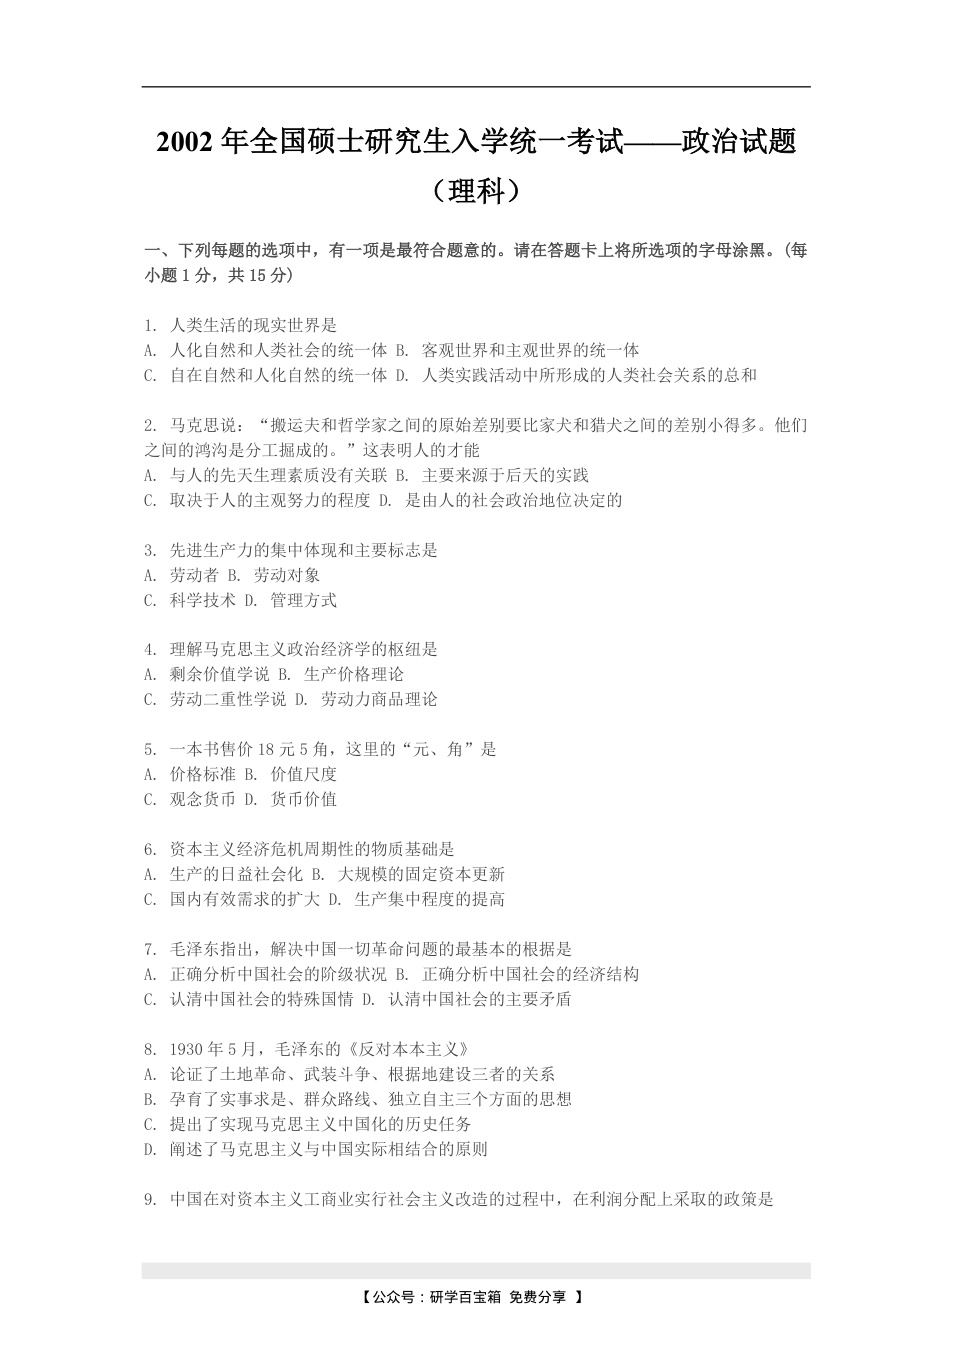 2002 年全国硕士研究生入学统一考试——政治试题
（理科）
一、下列每题的选项中，有一项是最符合题意的。请在答题卡上将所选项的字母涂黑。(每
小题 1 分，共 15 分)
1. 人类生活的现实世界是
A. 人化自然和人类社会的统一体 B. 客观世界和主观世界的统一体
C. 自在自然和人化自然的统一体 D. 人类实践活动中所形成的人类社会关系的总和
2. 马克思说：“搬运夫和哲学家之间的原始差别要比家犬和猎犬之间的差别小得多。他们
之间的鸿沟是分工掘成的。”这表明人的才能
A. 与人的先天生理素质没有关联 B. 主要来源于后天的实践
C. 取决于人的主观努力的程度 D. 是由人的社会政治地位决定的
3. 先进生产力的集中体现和主要标志是
A. 劳动者 B. 劳动对象
C. 科学技术 D. 管理方式
4. 理解马克思主义政治经济学的枢纽是
A. 剩余价值学说 B. 生产价格理论
C. 劳动二重性学说 D. 劳动力商品理论
5. 一本书售价 18 元 5 角，这里的“元、角”是
A. 价格标准 B. 价值尺度
C. 观念货币 D. 货币价值
6. 资本主义经济危机周期性的物质基础是
A. 生产的日益社会化 B. 大规模的固定资本更新
C. 国内有效需求的扩大 D. 生产集中程度的提高
7. 毛泽东指出，解决中国一切革命问题的最基本的根据是
A. 正确分析中国社会的阶级状况 B. 正确分析中国社会的经济结构
C. 认清中国社会的特殊国情 D. 认清中国社会的主要矛盾
8. 1930 年 5 月，毛泽东的《反对本本主义》
A. 论证了土地革命、武装斗争、根据地建设三者的关系
B. 孕育了实事求是、群众路线、独立自主三个方面的思想
C. 提出了实现马克思主义中国化的历史任务
D. 阐述了马克思主义与中国实际相结合的原则
9. 中国在对资本主义工商业实行社会主义改造的过程中，在利润分配上采取的政策是
【公众号：研学百宝箱 免费分享 】